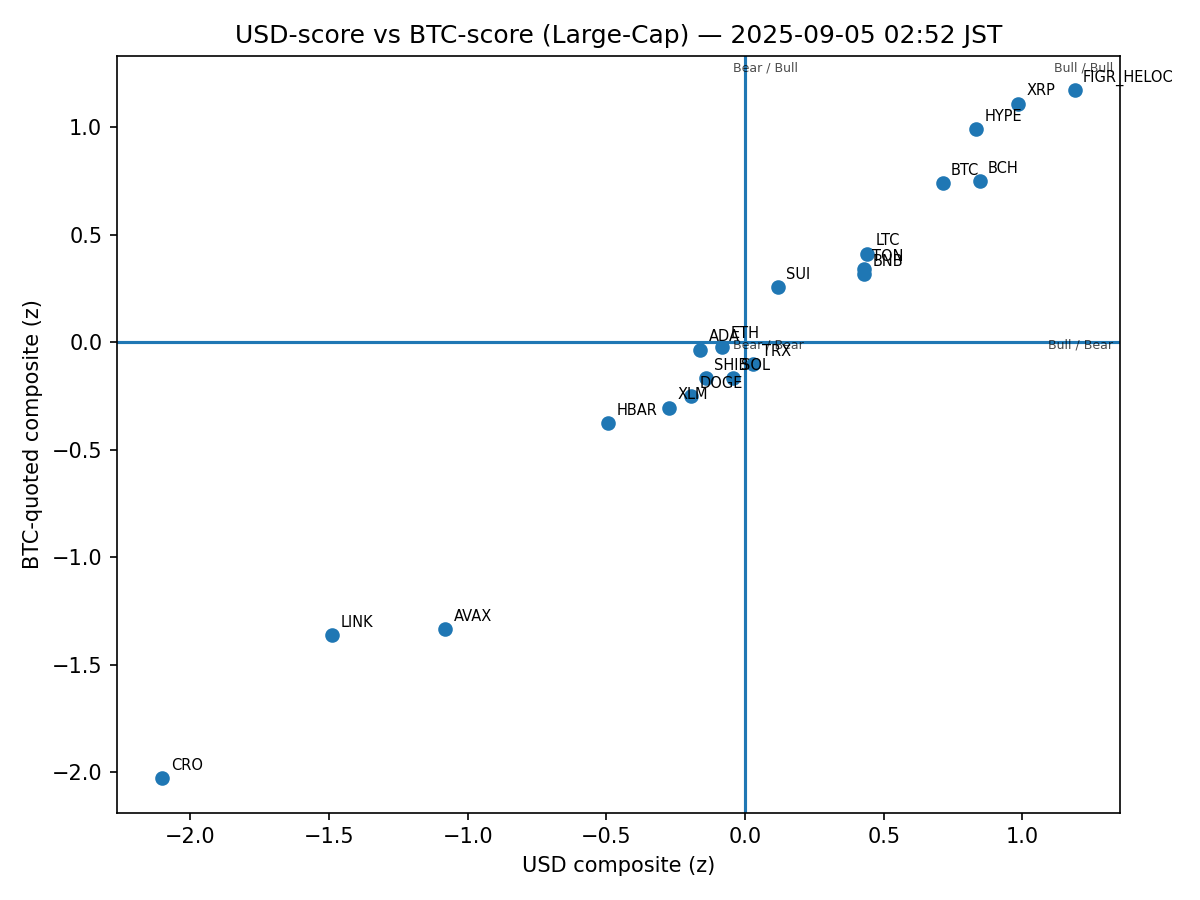 USD-score vs BTC-score (Large-Cap) — 2025-09-05 02:52 JST
Bear / Bull
Bull / Bull
FIGR_HELOC
XRP
HYPE
BTC
BCH
LTC
TON
BNB
SUI
ETH
ADA
Bear / Bear
Bull / Bear
TRX
SHIB
SOL
DOGE
XLM
HBAR
AVAX
LINK
CRO
1.0
0.5
0.0
−0.5
−1.0
−1.5
−2.0
BTC-quoted composite (z)
−2.0
−1.5
−1.0
−0.5
0.0
0.5
1.0
USD composite (z)